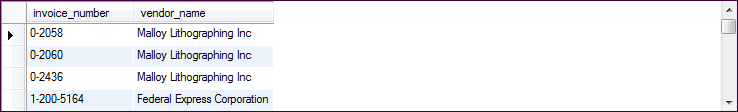 invoice_number vendor_name
0-2058 Malloy Lithographing Inc
0-2060 Malloy Lithographing Inc
0-2436 Malloy Lithographing Inc
1-200-5164 Federal Express Corporation